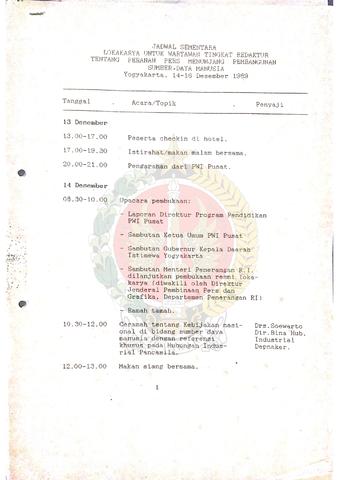 JADWAL SEMENTARA
LOKAKARYA UNTUK WARTAWAN TINGKAT REDAKTUR
TENTANG PERANAN PERS MENUNJANG PEMBANGUNAN
SUMBER DAYA MANUSIA
Yogyakarta, 14-16 Desember 1989
Tanggal . Acara/Topik . Penyaji
13 Desember
13.00-17.00 Peserta checkin di hotel.
17.00-19.30 Istirahat/makan malam bersama.
20.00-21.00 Pengarahan dari PWI Pusat.
14 Desember
08.30-10.00 Upacara pembukaan:
- Laporan Direktur Program Pendidikan
PWI Pusat
- Sambutan Ketua Umum PWI Pusat
- Sambutan Gubernur Kepala Daerah
Istimewa Yogyakarta
- Sambutan Menteri Penerangan R.I.
dilanjutkan pembukaan resmi loka-
karya (diwakili oleh Direktur
Jenderal Pembinaan Pers dan
Grafika, Departemen Penerangan RI)
- Ramah tamah.
10.30-12.00 Ceramah tentang Kebijakan nasi- Drs.Soewarto
onal di bidang sumber daya Dir.Bina Hub.
manusia dengan referensi Industrial
khusus pada Hubungan Indus- Depnaker.
rial Pancasila.
12.00-13.00 Makan siang bersama.
1